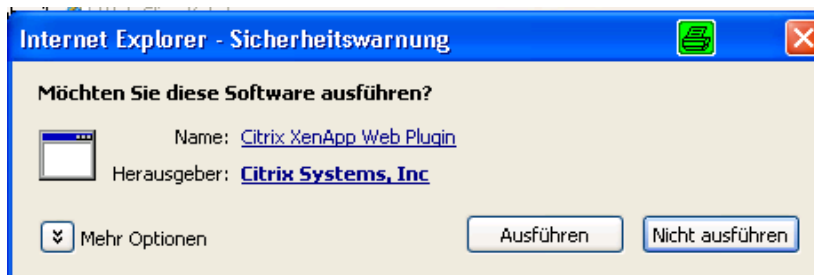 Internet Explorer - Sicherheitswarnung
Möchten Sie diese Software ausführen?
Name: Citrix XenApp Web Plugin
Herausgeber: Citrix Systems, Inc
Mehr Optionen
Ausführen
Nicht ausführen